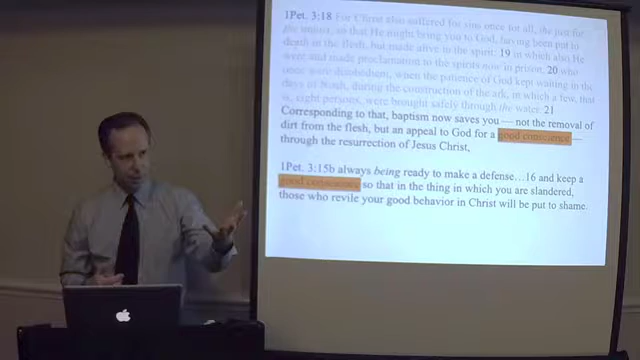 1Pet. 3:18 For Christ also suffered for sins once for all, the just for
the unjust, so that He might bring you to God, having been put to
death in the flesh, but made alive in the spirit; 19 in which also He
went and made proclamation to the spirits now in prison, 20 who
once were disobedient, when the patience of God kept waiting in the
days of Noah, during the construction of the ark, in which a few, that
is, eight persons, were brought safely through the water. 21
Corresponding to that, baptism now saves you — not the removal of
dirt from the flesh, but an appeal to God for a good conscience —
through the resurrection of Jesus Christ,
1Pet. 3:15b always being ready to make a defense…16 and keep a
good conscience so that in the thing in which you are slandered,
those who revile your good behavior in Christ will be put to shame.